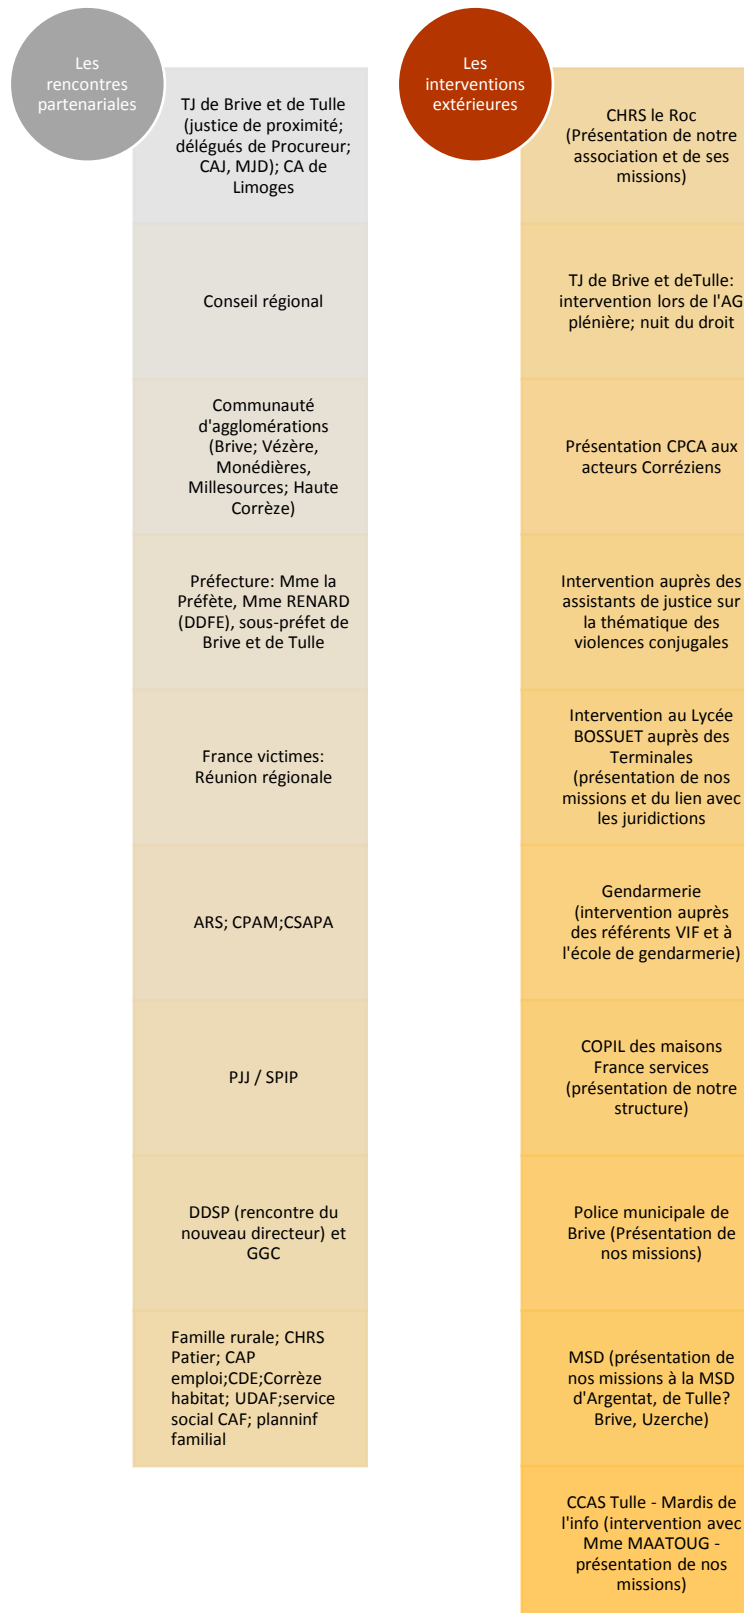 Les
rencontres
partenariales
TJ de Brive et de Tulle
(justice de proximité;
délégués de Procureur;
CAJ, MJD); CA de
Limoges
Conseil régional
Communauté
d'agglomérations
(Brive; Vézère,
Monédières,
Millesources; Haute
Corrèze)
Préfecture: Mme la
Préfète, Mme RENARD
(DDFE), sous-préfet de
Brive et de Tulle
France victimes:
Réunion régionale
ARS; CPAM;CSAPA
PJJ / SPIP
DDSP (rencontre du
nouveau directeur) et
GGC
Famille rurale; CHRS
Patier; CAP
emploi;CDE;Corrèze
habitat; UDAF;service
social CAF; planninf
familial
Les
interventions
extérieures
CHRS le Roc
(Présentation de notre
association et de ses
missions)
TJ de Brive et deTulle:
intervention lors de l'AG
plénière; nuit du droit
Présentation CPCA aux
acteurs Corréziens
Intervention auprès des
assistants de justice sur
la thématique des
violences conjugales
Intervention au Lycée
BOSSUET auprès des
Terminales
(présentation de nos
missions et du lien avec
les juridictions
Gendarmerie
(intervention auprès
des référents VIF et à
l'école de gendarmerie)
COPIL des maisons
France services
(présentation de notre
structure)
Police municipale de
Brive (Présentation de
nos missions)
MSD (présentation de
nos missions à la MSD
d'Argentat, de Tulle?
Brive, Uzerche)
CCAS Tulle - Mardis de
l'info (intervention avec
Mme MAATOUG -
présentation de nos
missions)